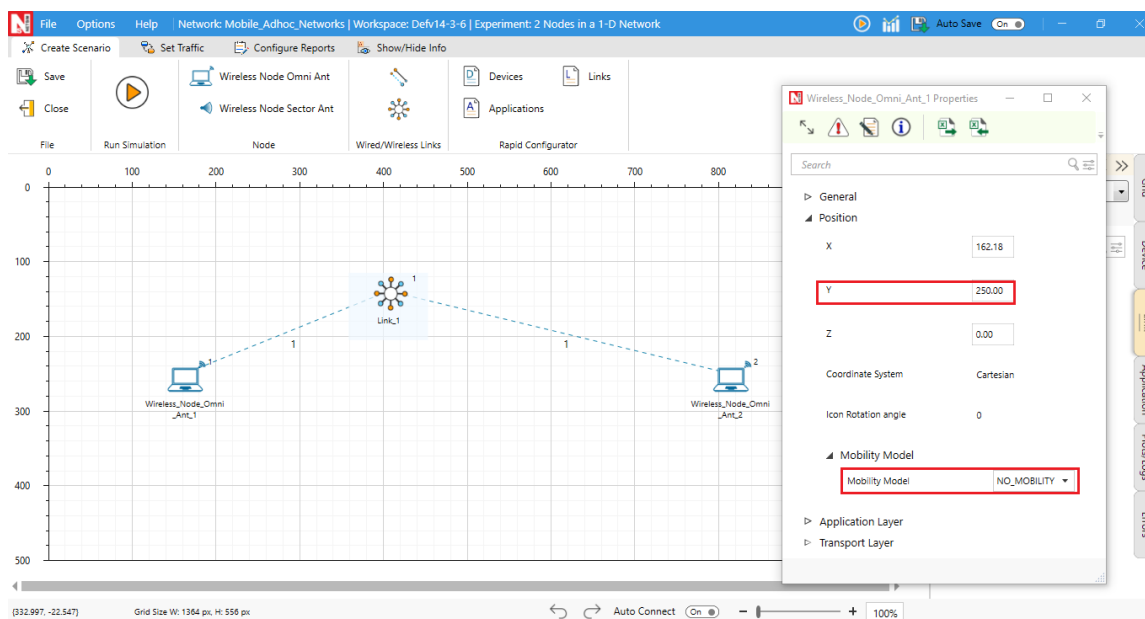 File Options Help Network: Mobile_Adhoc_Networks | Workspace: Defv14-3-6 | Experiment: 2 Nodes in a 1-D Network Auto Save On
Create Scenario Set Traffic Configure Reports Show/Hide Info
Save Wireless Node Omni Ant Devices Links
Close Wireless Node Sector Ant Applications
File Run Simulation Node Wired/Wireless Links Rapid Configurator
0 100 200 300 400 500 600 700 800
0
100
200
300
400
500
1
Link_1
1
1
1
Wireless_Node_Omni
_Ant_1
2
Wireless_Node_Omni
_Ant_2
Wireless_Node_Omni_Ant_1 Properties
Search
General
Position
X 162.18
Y 250.00
Z 0.00
Coordinate System Cartesian
Icon Rotation angle 0
Mobility Model
Mobility Model NO_MOBILITY
Application Layer
Transport Layer
(332.997, -22.547) Grid Size W: 1364 px, H: 556 px Auto Connect On 100%